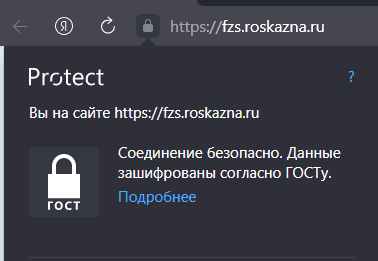 Я https://fzs.roskazna.ru
Protect ?
Вы на сайте https://fzs.roskazna.ru
Соединение безопасно. Данные
зашифрованы согласно ГОСТу.
Подробнее
ГОСТ